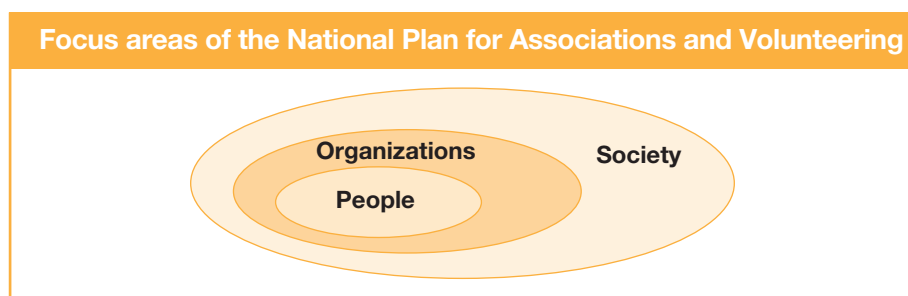 Focus areas of the National Plan for Associations and Volunteering
Organizations
Society
People